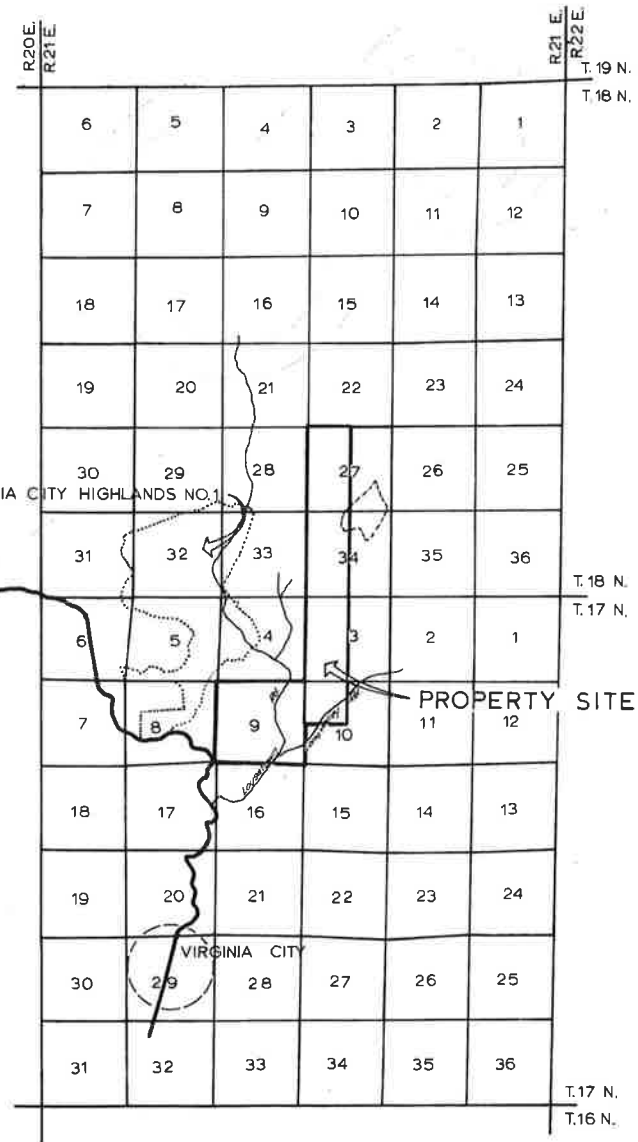 R.20 E. R.21 E.
R.21 E. R.22 E.
T. 19 N.
T. 18 N.
6 5 4 3 2 1
7 8 9 10 11 12
18 17 16 15 14 13
19 20 21 22 23 24
30 29 28 27 26 25
IA CITY HIGHLANDS NO.1
31 32 33 34 35 36
T. 18 N.
T. 17 N.
6 5 4 3 2 1
PROPERTY SITE
7 8 9 10 11 12
18 17 16 15 14 13
19 20 21 22 23 24
VIRGINIA CITY
30 29 28 27 26 25
31 32 33 34 35 36
T.17 N.
T.16 N.